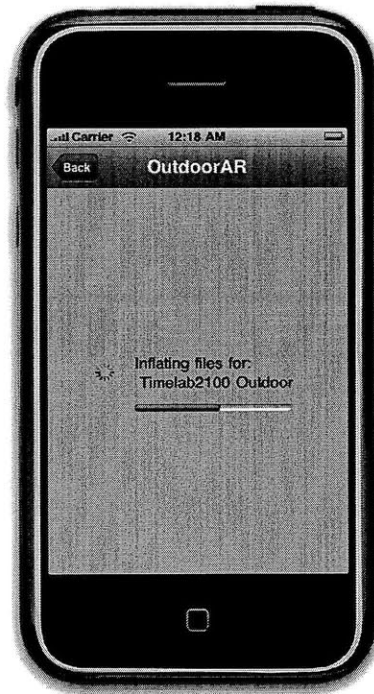 Carrier 12:18 AM
Back OutdoorAR
Inflating files for:
Timelab2100 Outdoor